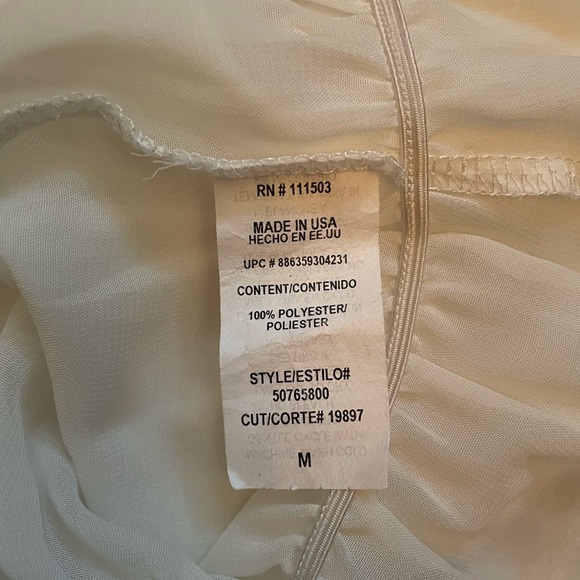 RN # 111503
MADE IN USA
HECHO EN EE.UU
UPC # 886359304231
CONTENT/CONTENIDO
100% POLYESTER/
POLIESTER
STYLE/ESTILO#
50765800
CUT/CORTE# 19897
M